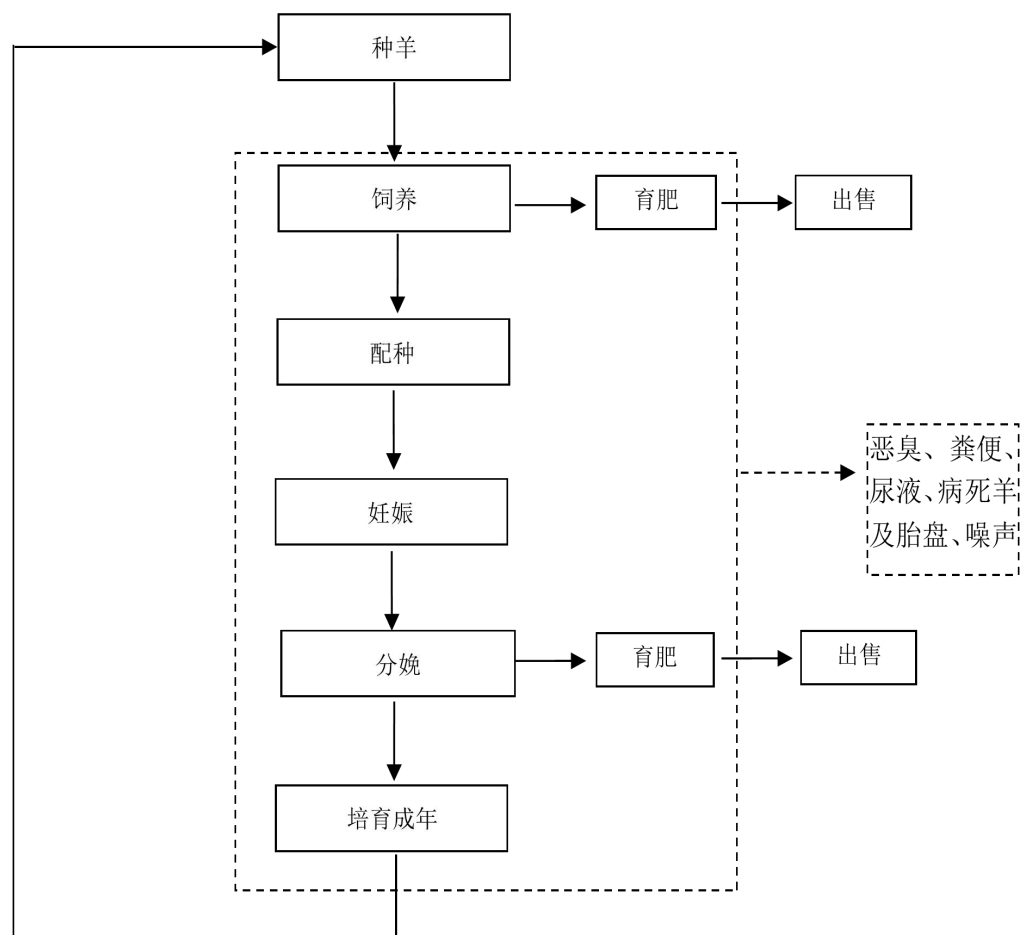 种羊
饲养
育肥
出售
配种
恶臭、粪便、
尿液、病死羊
及胎盘、噪声
妊娠
分娩
育肥
出售
培育成年